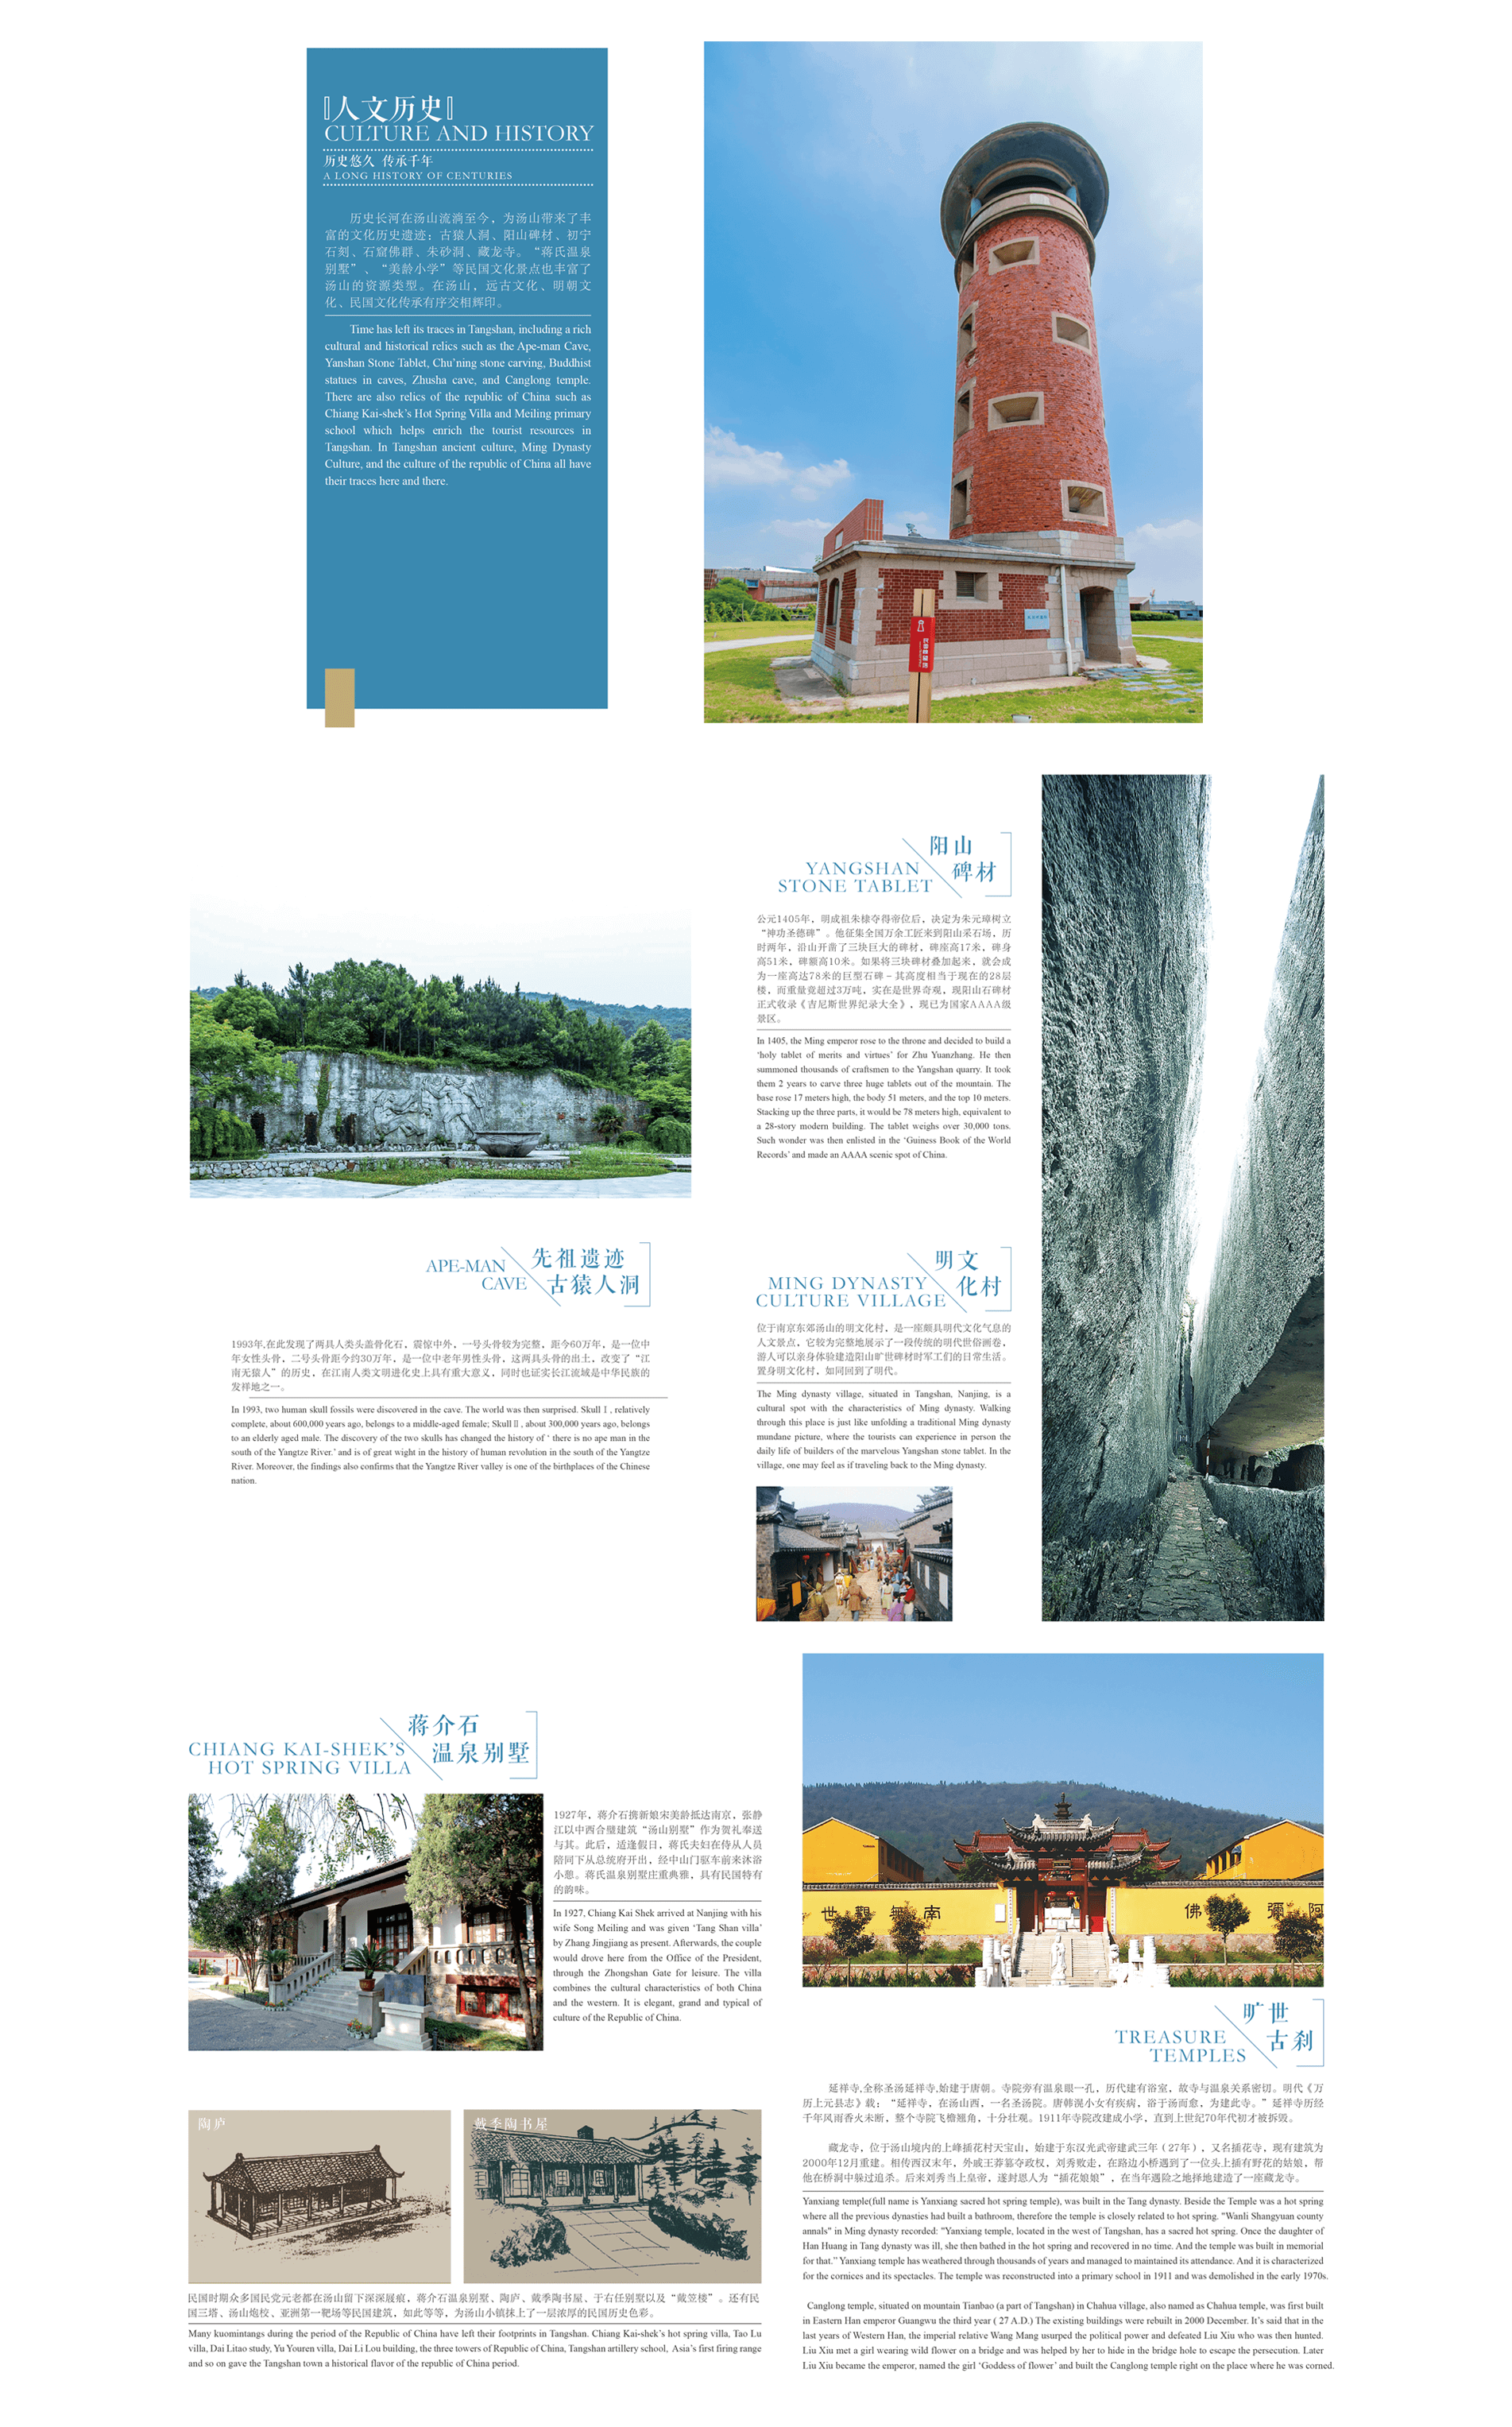 人文历史
CULTURE AND HISTORY
历史悠久 传承千年
A LONG HISTORY OF CENTURIES
历史长河在汤山流淌至今，为汤山带来了丰
富的文化历史遗迹：古猿人洞、阳山碑材、初宁
石刻、石窟佛群、朱砂洞、藏龙寺。“蒋氏温泉
别墅”、“美龄小学”等民国文化景点也丰富了
汤山的资源类型。在汤山，远古文化、明朝文
化、民国文化传承有序交相辉印。
Time has left its traces in Tangshan, including a rich
cultural and historical relics such as the Ape-man Cave,
Yanshan Stone Tablet, Chu’ning stone carving, Buddhist
statues in caves, Zhusha cave, and Canglong temple.
There are also relics of the republic of China such as
Chiang Kai-shek’s Hot Spring Villa and Meiling primary
school which helps enrich the tourist resources in
Tangshan. In Tangshan ancient culture, Ming Dynasty
Culture, and the culture of the republic of China all have
their traces here and there.
APE-MAN
CAVE
先祖遗迹
古猿人洞
1993年,在此发现了两具人类头盖骨化石，震惊中外，一号头骨较为完整，距今60万年，是一位中
年女性头骨，二号头骨距今约30万年，是一位中老年男性头骨，这两具头骨的出土，改变了“江
南无猿人”的历史，在江南人类文明进化史上具有重大意义，同时也证实长江流域是中华民族的
发祥地之一。
In 1993, two human skull fossils were discovered in the cave. The world was then surprised. Skull Ⅰ, relatively
complete, about 600,000 years ago, belongs to a middle-aged female; Skull Ⅱ, about 300,000 years ago, belongs
to an elderly aged male. The discovery of the two skulls has changed the history of ‘ there is no ape man in the
south of the Yangtze River.’ and is of great wight in the history of human revolution in the south of the Yangtze
River. Moreover, the findings also confirms that the Yangtze River valley is one of the birthplaces of the Chinese
nation.
阳山
碑材
YANGSHAN
STONE TABLET
公元1405年，明成祖朱棣夺得帝位后，决定为朱元璋树立
“神功圣德碑”。他征集全国万余工匠来到阳山采石场，历
时两年，沿山开凿了三块巨大的碑材，碑座高17米，碑身
高51米，碑额高10米。如果将三块碑材叠加起来，就会成
为一座高达78米的巨型石碑－其高度相当于现在的28层
楼，而重量竟超过3万吨，实在是世界奇观，现阳山石碑材
正式收录《吉尼斯世界纪录大全》，现已为国家AAAA级
景区。
In 1405, the Ming emperor rose to the throne and decided to build a
‘holy tablet of merits and virtues’ for Zhu Yuanzhang. He then
summoned thousands of craftsmen to the Yangshan quarry. It took
them 2 years to carve three huge tablets out of the mountain. The
base rose 17 meters high, the body 51 meters, and the top 10 meters.
Stacking up the three parts, it would be 78 meters high, equivalent to
a 28-story modern building. The tablet weighs over 30,000 tons.
Such wonder was then enlisted in the ‘Guiness Book of the World
Records’ and made an AAAA scenic spot of China.
明文
化村
MING DYNASTY
CULTURE VILLAGE
位于南京东郊汤山的明文化村，是一座颇具明代文化气息的
人文景点，它较为完整地展示了一段传统的明代世俗画卷，
游人可以亲身体验建造阳山旷世碑材时军工们的日常生活。
置身明文化村，如同回到了明代。
The Ming dynasty village, situated in Tangshan, Nanjing, is a
cultural spot with the characteristics of Ming dynasty. Walking
through this place is just like unfolding a traditional Ming dynasty
mundane picture, where the tourists can experience in person the
daily life of builders of the marvelous Yangshan stone tablet. In the
village, one may feel as if traveling back to the Ming dynasty.
蒋介石
温泉别墅
CHIANG KAI-SHEK’S
HOT SPRING VILLA
1927年，蒋介石携新娘宋美龄抵达南京，张静
江以中西合璧建筑“汤山别墅”作为贺礼奉送
与其。此后，适逢假日，蒋氏夫妇在侍从人员
陪同下从总统府开出，经中山门驱车前来沐浴
小憩。蒋氏温泉别墅庄重典雅，具有民国特有
的韵味。
In 1927, Chiang Kai Shek arrived at Nanjing with his
wife Song Meiling and was given ‘Tang Shan villa’
by Zhang Jingjiang as present. Afterwards, the couple
would drove here from the Office of the President,
through the Zhongshan Gate for leisure. The villa
combines the cultural characteristics of both China
and the western. It is elegant, grand and typical of
culture of the Republic of China.
陶庐
戴季陶书屋
民国时期众多国民党元老都在汤山留下深深屐痕，蒋介石温泉别墅、陶庐、戴季陶书屋、于右任别墅以及“戴笠楼”。还有民
国三塔、汤山炮校、亚洲第一靶场等民国建筑，如此等等，为汤山小镇抹上了一层浓厚的民国历史色彩。
Many kuomintangs during the period of the Republic of China have left their footprints in Tangshan. Chiang Kai-shek’s hot spring villa, Tao Lu
villa, Dai Litao study, Yu Youren villa, Dai Li Lou building, the three towers of Republic of China, Tangshan artillery school, Asia’s first firing range
and so on gave the Tangshan town a historical flavor of the republic of China period.
世觀無南
佛 彌 阿
旷世
古刹
TREASURE
TEMPLES
延祥寺,全称圣汤延祥寺,始建于唐朝。寺院旁有温泉眼一孔，历代建有浴室，故寺与温泉关系密切。明代《万
历上元县志》载：“延祥寺，在汤山西，一名圣汤院。唐韩滉小女有疾病，浴于汤而愈，为建此寺。”延祥寺历经
千年风雨香火未断，整个寺院飞檐翘角，十分壮观。1911年寺院改建成小学，直到上世纪70年代初才被拆毁。
藏龙寺，位于汤山境内的上峰插花村天宝山，始建于东汉光武帝建武三年（27年），又名插花寺，现有建筑为
2000年12月重建。相传西汉末年，外戚王莽篡夺政权，刘秀败走，在路边小桥遇到了一位头上插有野花的姑娘，帮
他在桥洞中躲过追杀。后来刘秀当上皇帝，遂封恩人为“插花娘娘”，在当年遇险之地择地建造了一座藏龙寺。
Yanxiang temple(full name is Yanxiang sacred hot spring temple), was built in the Tang dynasty. Beside the Temple was a hot spring
where all the previous dynasties had built a bathroom, therefore the temple is closely related to hot spring. "Wanli Shangyuan county
annals" in Ming dynasty recorded: "Yanxiang temple, located in the west of Tangshan, has a sacred hot spring. Once the daughter of
Han Huang in Tang dynasty was ill, she then bathed in the hot spring and recovered in no time. And the temple was built in memorial
for that.” Yanxiang temple has weathered through thousands of years and managed to maintained its attendance. And it is characterized
for the cornices and its spectacles. The temple was reconstructed into a primary school in 1911 and was demolished in the early 1970s.
Canglong temple, situated on mountain Tianbao (a part of Tangshan) in Chahua village, also named as Chahua temple, was first built
in Eastern Han emperor Guangwu the third year ( 27 A.D.) The existing buildings were rebuilt in 2000 December. It’s said that in the
last years of Western Han, the imperial relative Wang Mang usurped the political power and defeated Liu Xiu who was then hunted.
Liu Xiu met a girl wearing wild flower on a bridge and was helped by her to hide in the bridge hole to escape the persecution. Later
Liu Xiu became the emperor, named the girl ‘Goddess of flower’ and built the Canglong temple right on the place where he was corned.